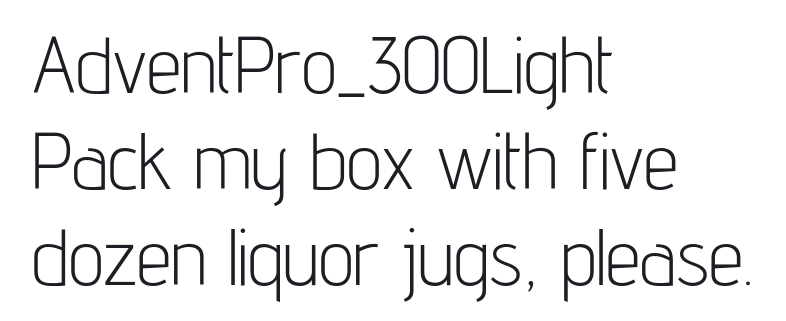 AdventPro_300Light
Pack my box with five
dozen liquor jugs, please.